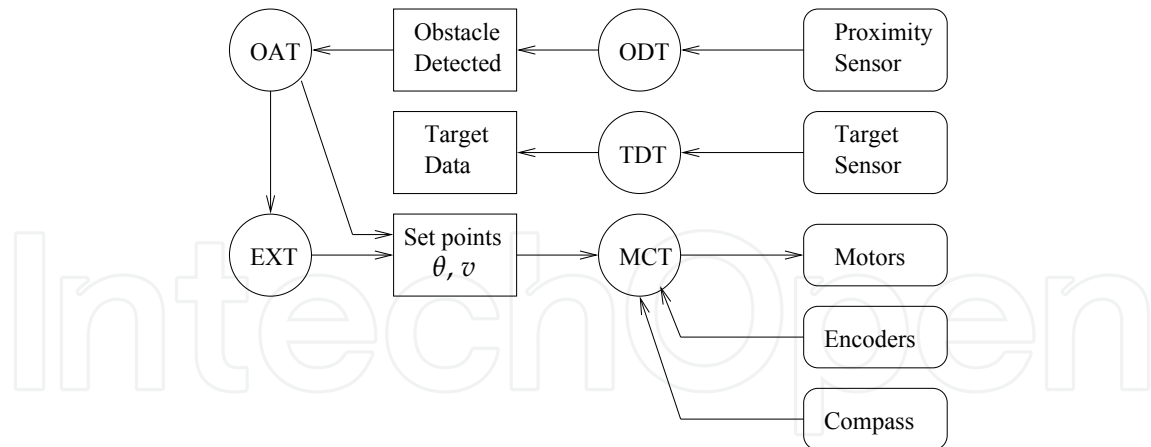 OAT
Obstacle
Detected
ODT
Proximity
Sensor
Target
Data
TDT
Target
Sensor
EXT
Set points
θ, v
MCT
Motors
Encoders
Compass
IntechOpen